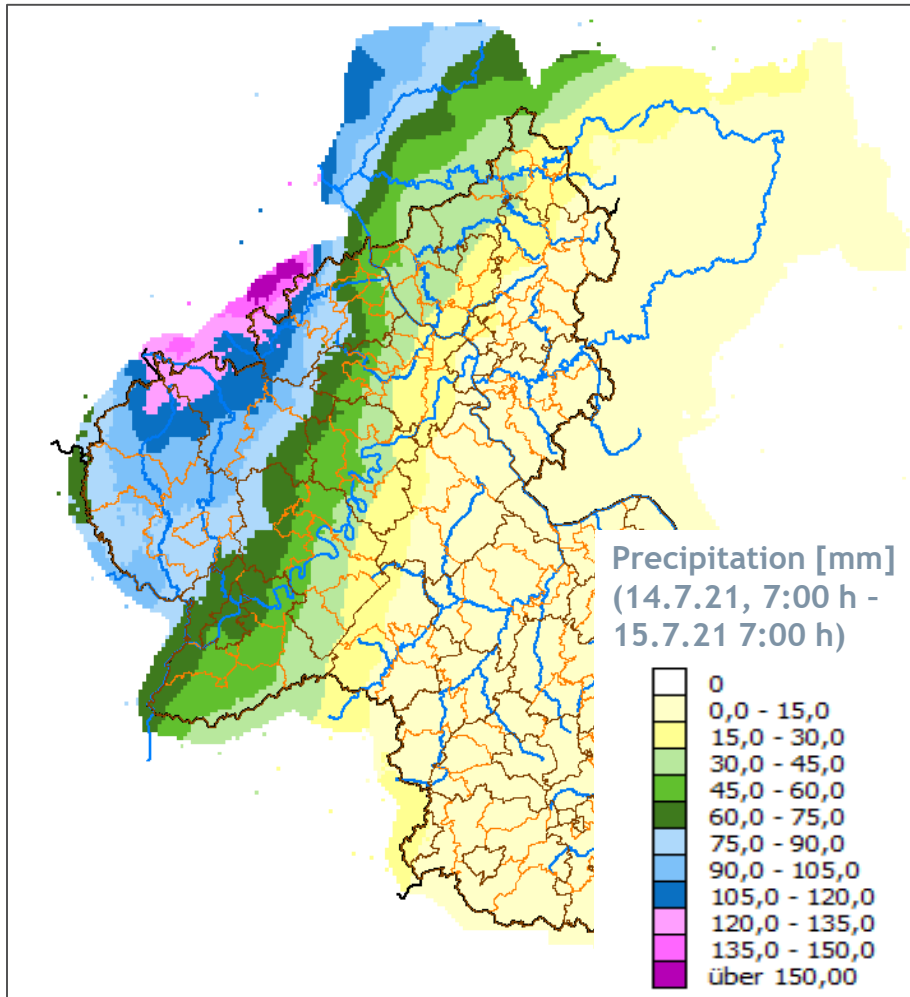 Precipitation [mm]
(14.7.21, 7:00 h -
15.7.21 7:00 h)
0
0,0 - 15,0
15,0 - 30,0
30,0 - 45,0
45,0 - 60,0
60,0 - 75,0
75,0 - 90,0
90,0 - 105,0
105,0 - 120,0
120,0 - 135,0
135,0 - 150,0
über 150,00